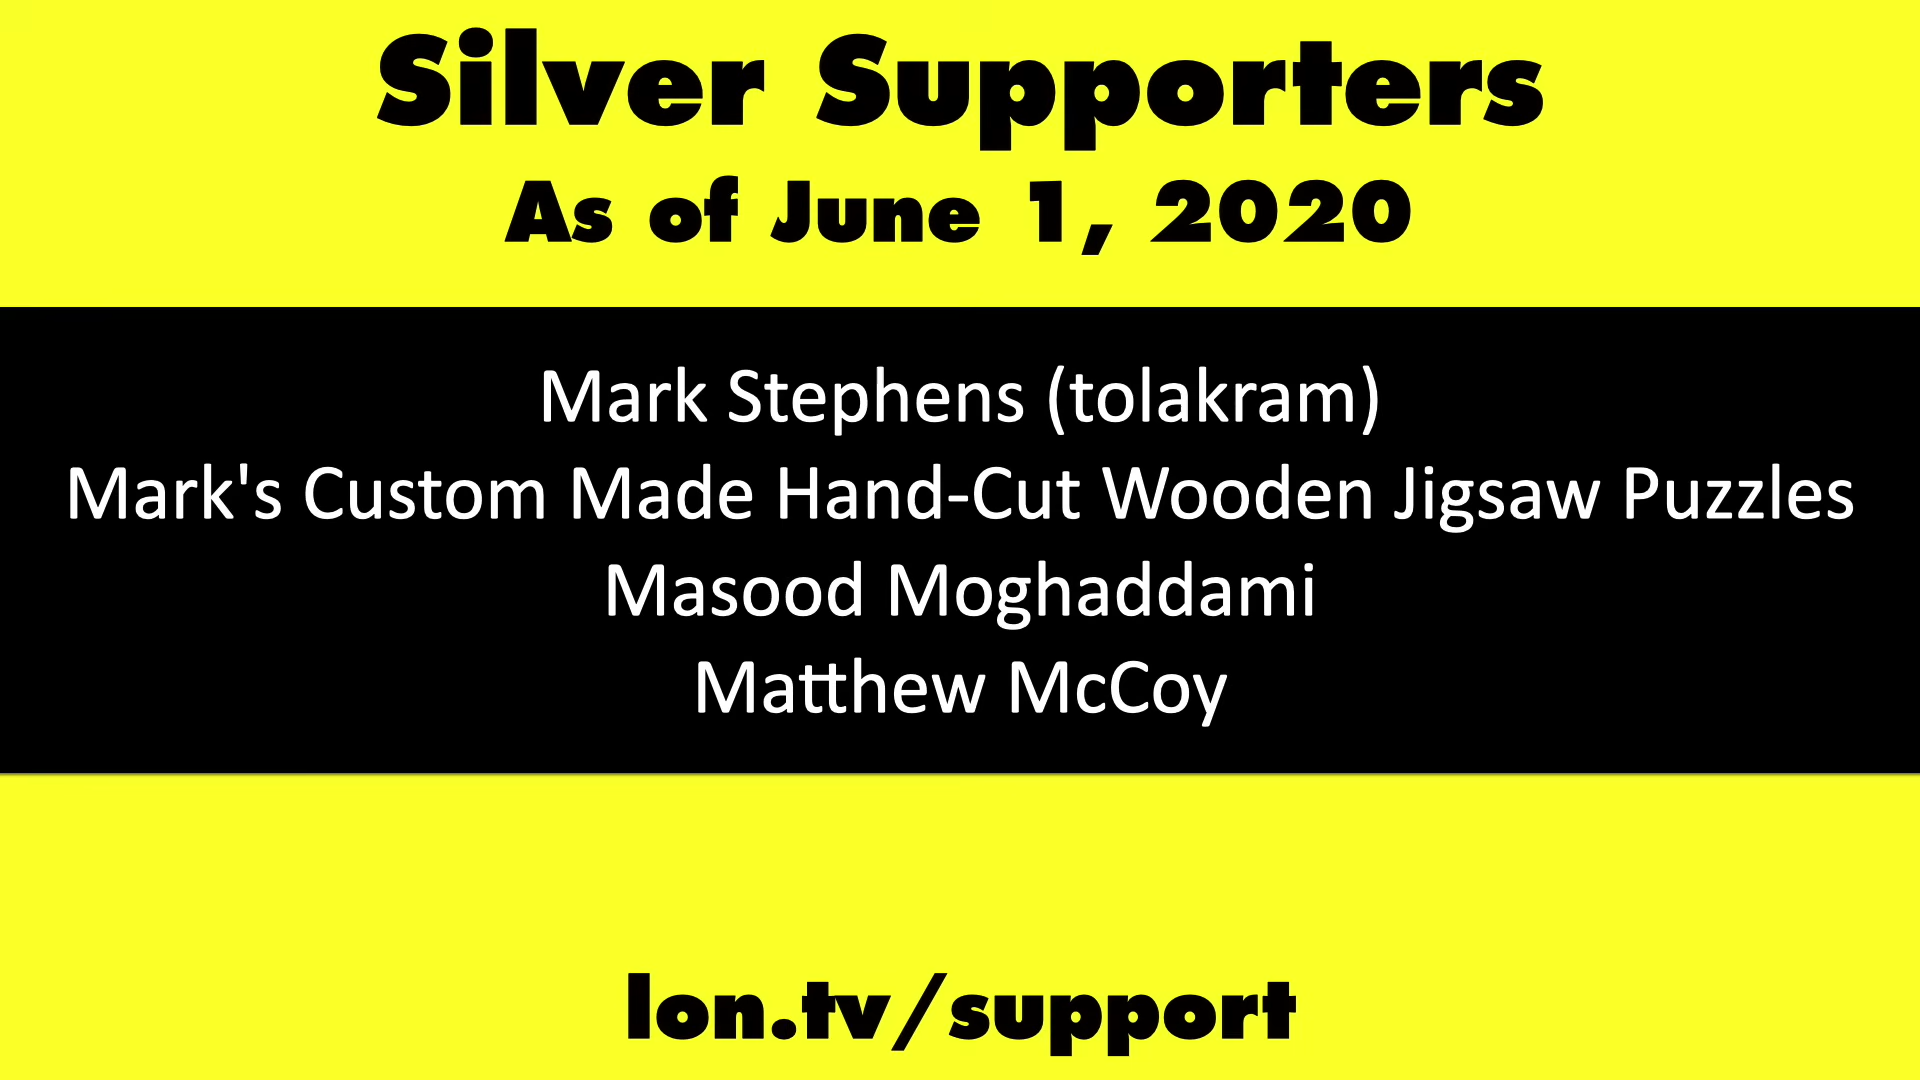 Silver Supporters
As of June 1, 2020
Mark Stephens (tolakram)
Mark's Custom Made Hand-Cut Wooden Jigsaw Puzzles
Masood Moghaddami
Matthew McCoy
lon.tv/support